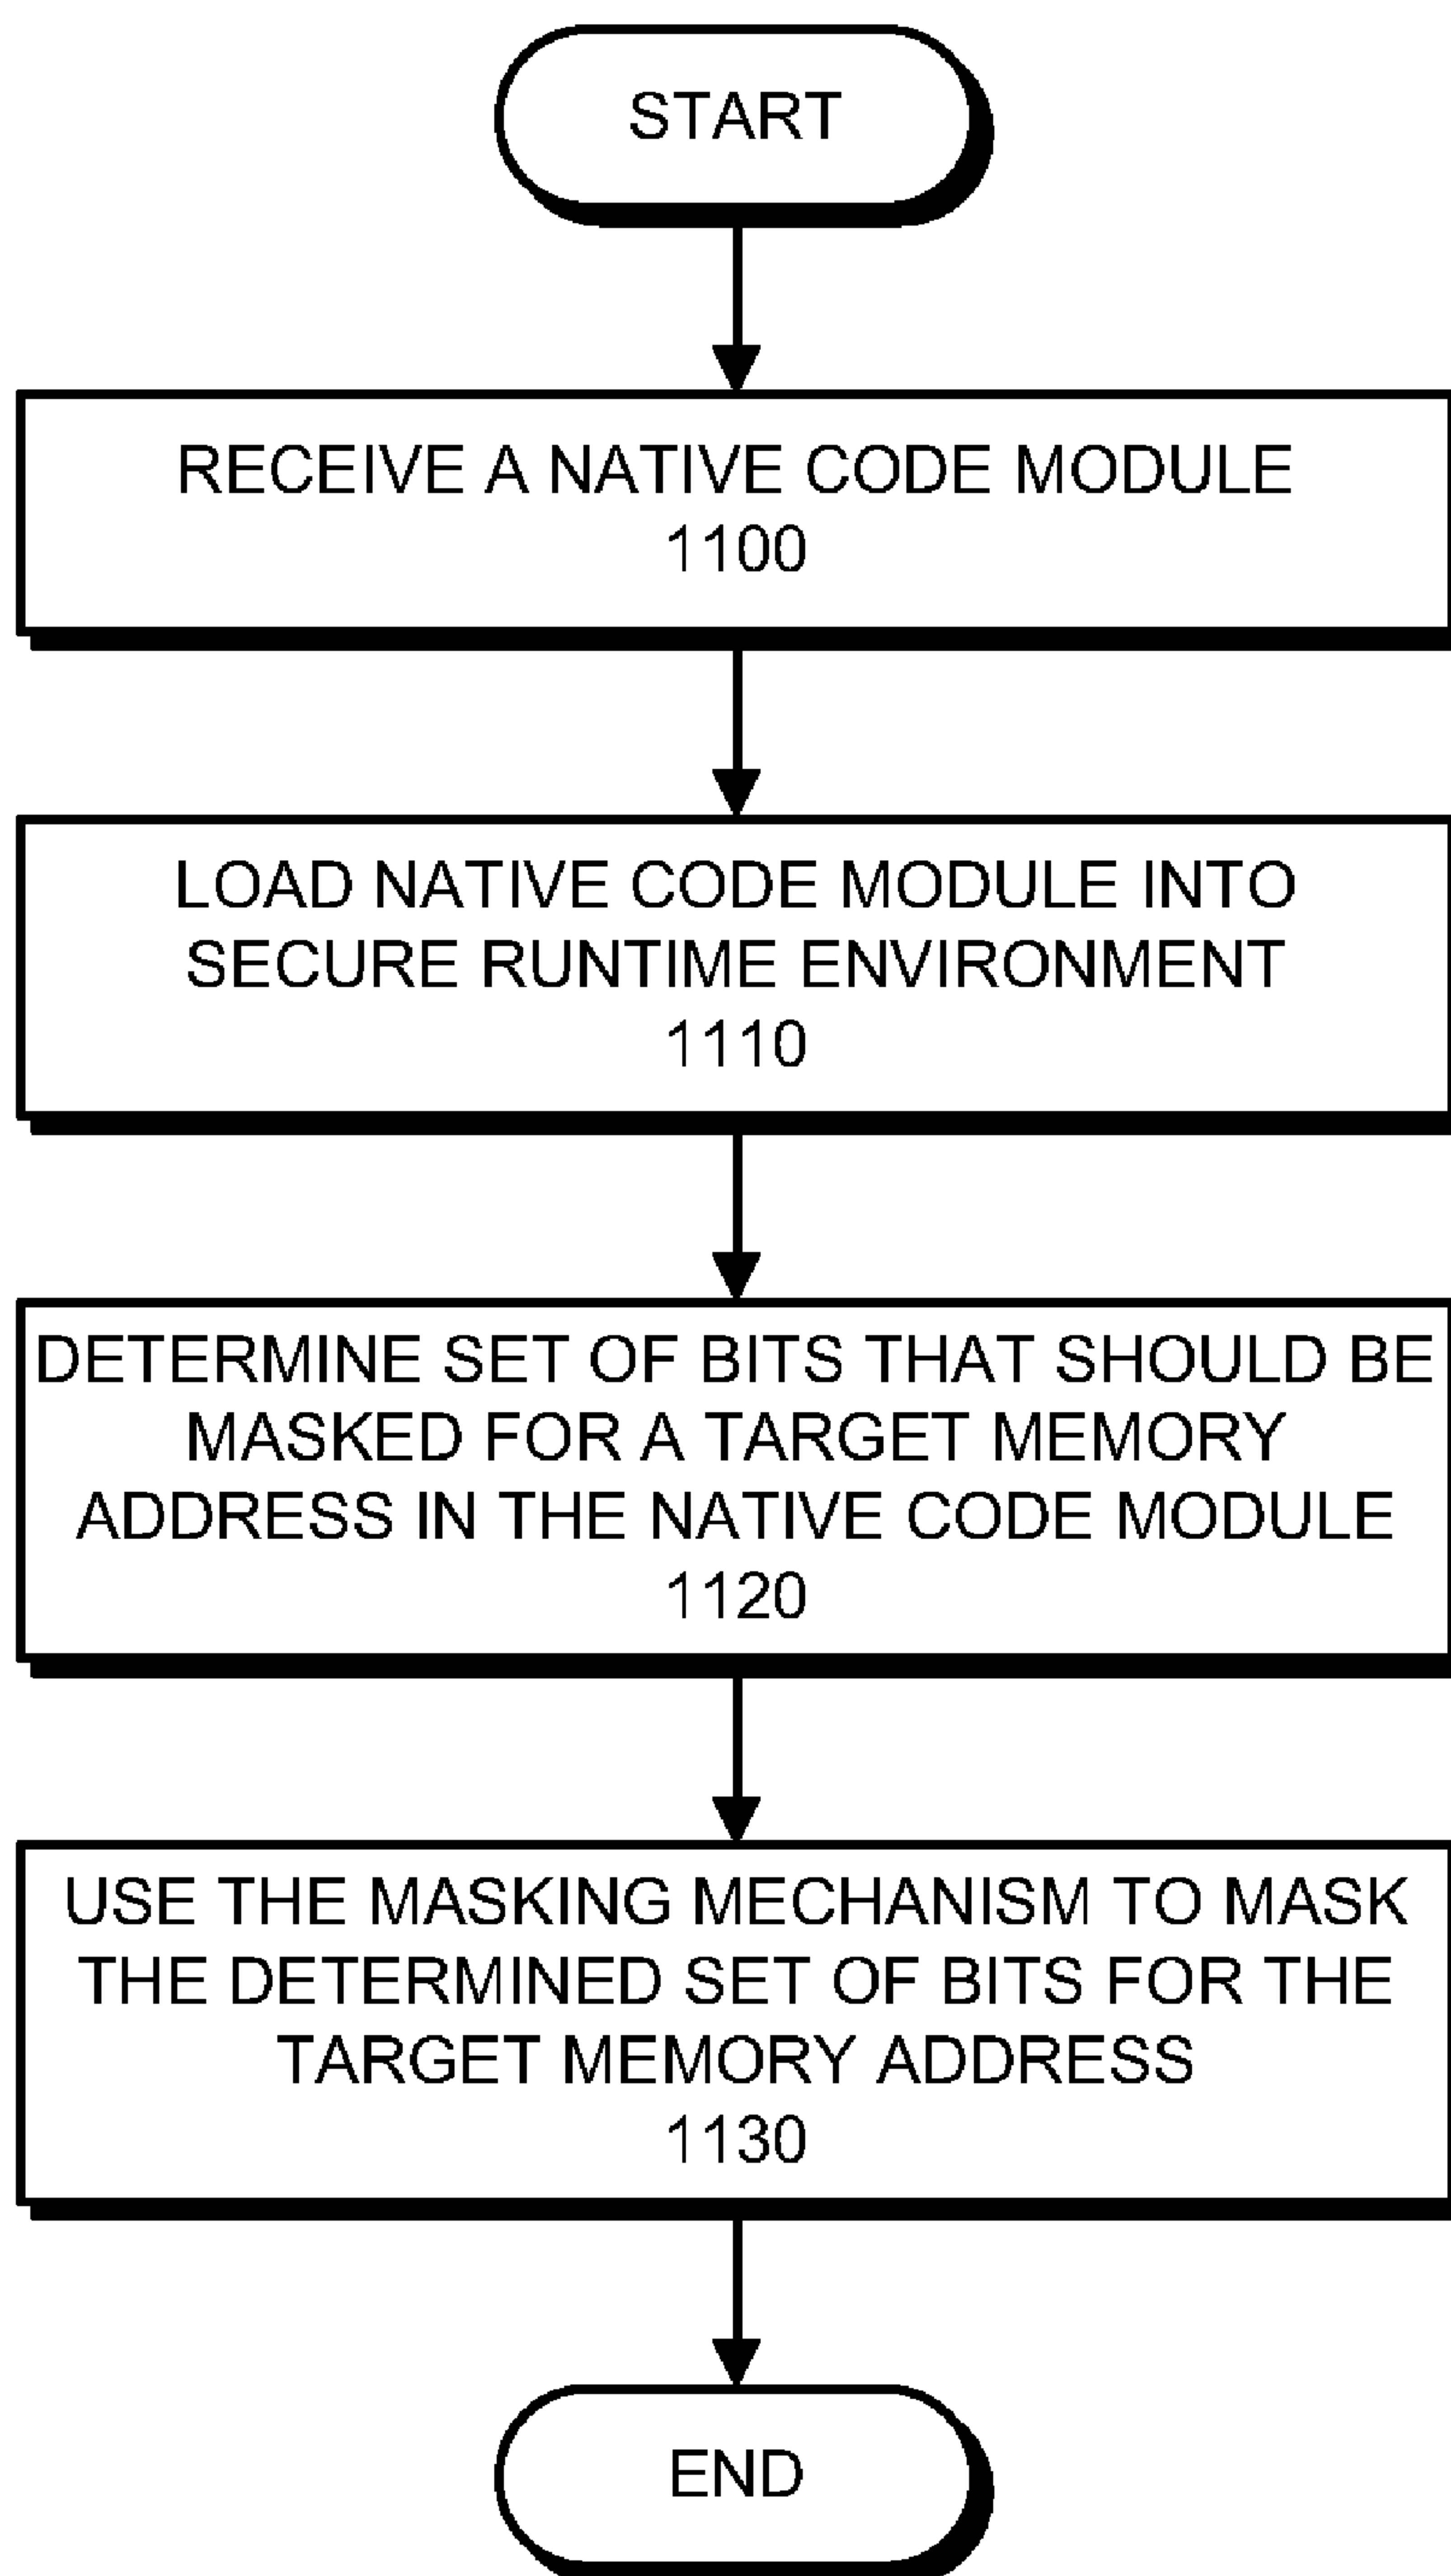 START
RECEIVE A NATIVE CODE MODULE
1100
LOAD NATIVE CODE MODULE INTO
SECURE RUNTIME ENVIRONMENT
1110
DETERMINE SET OF BITS THAT SHOULD BE
MASKED FOR A TARGET MEMORY
ADDRESS IN THE NATIVE CODE MODULE
1120
USE THE MASKING MECHANISM TO MASK
THE DETERMINED SET OF BITS FOR THE
TARGET MEMORY ADDRESS
1130
END